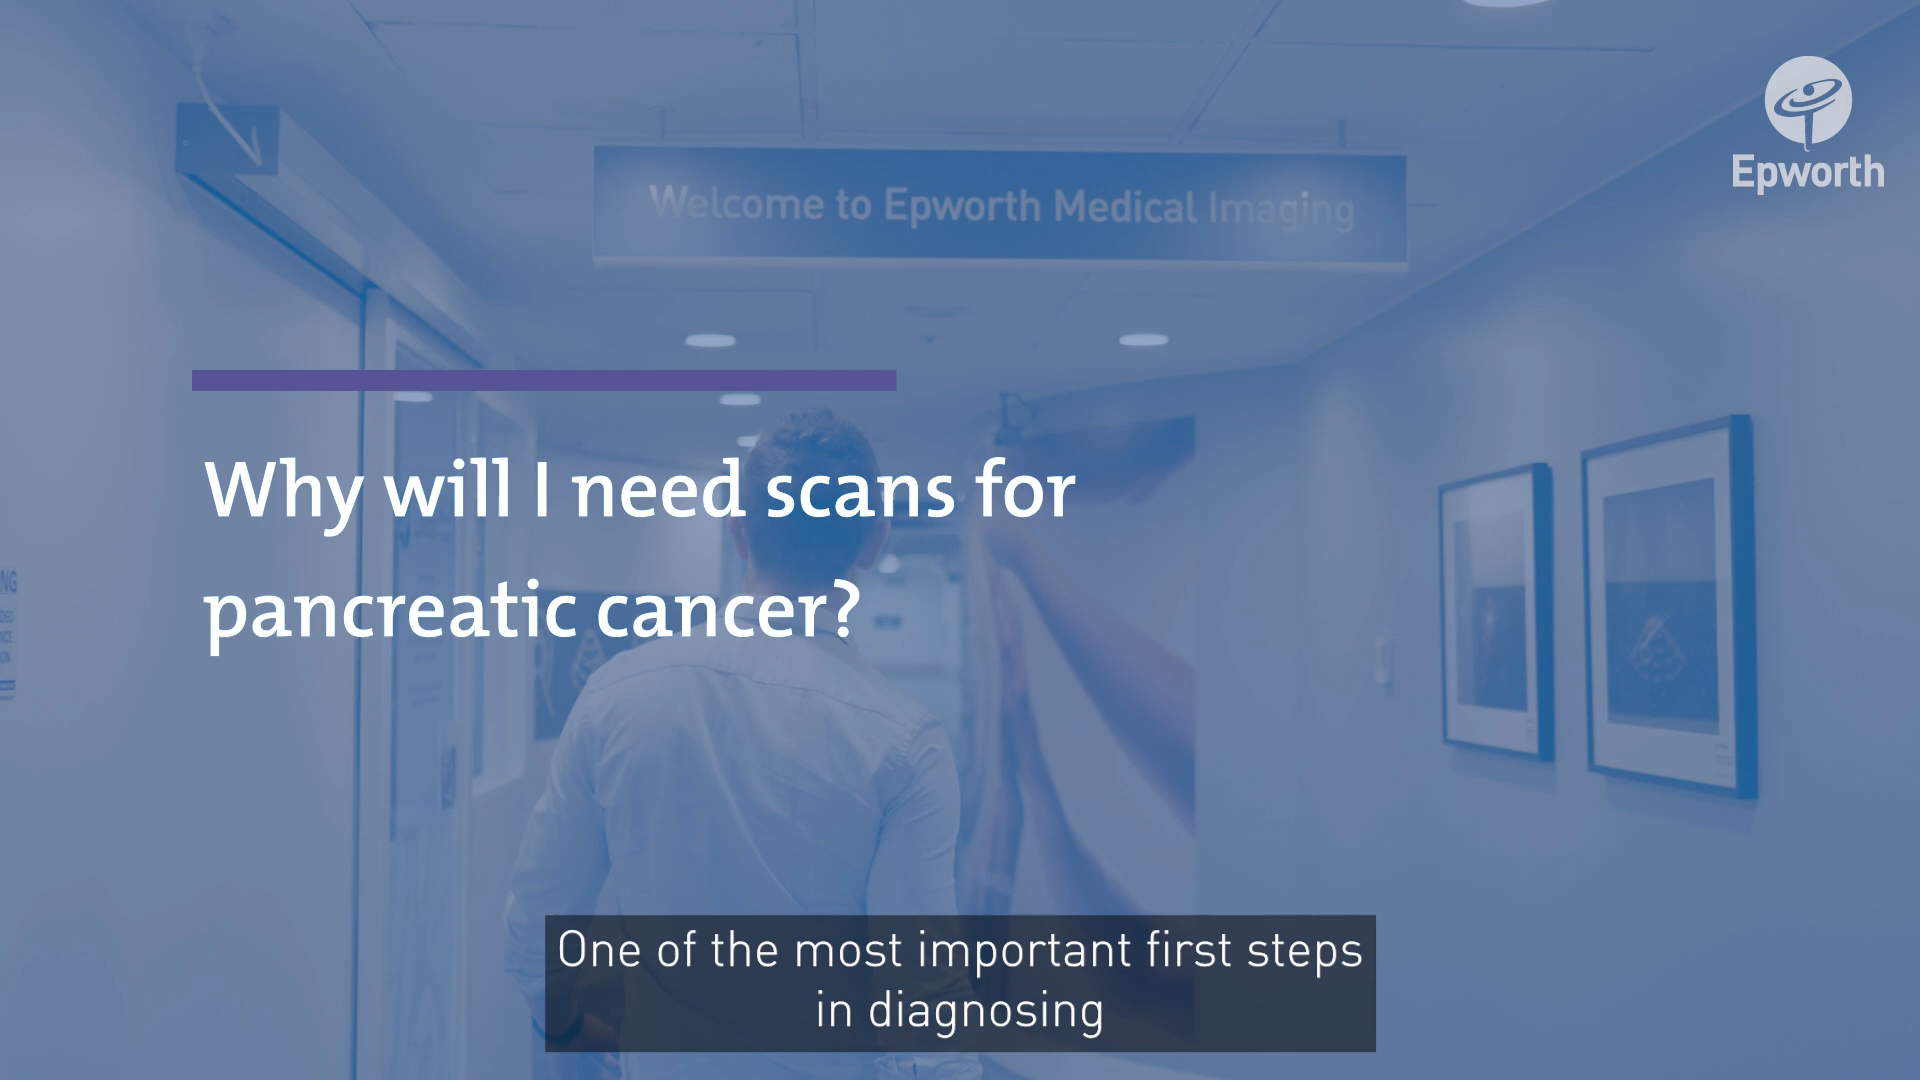 Epworth
Welcome to Epworth Medical Imaging
Why will I need scans for
pancreatic cancer?
NG
One of the most important first steps
in diagnosing